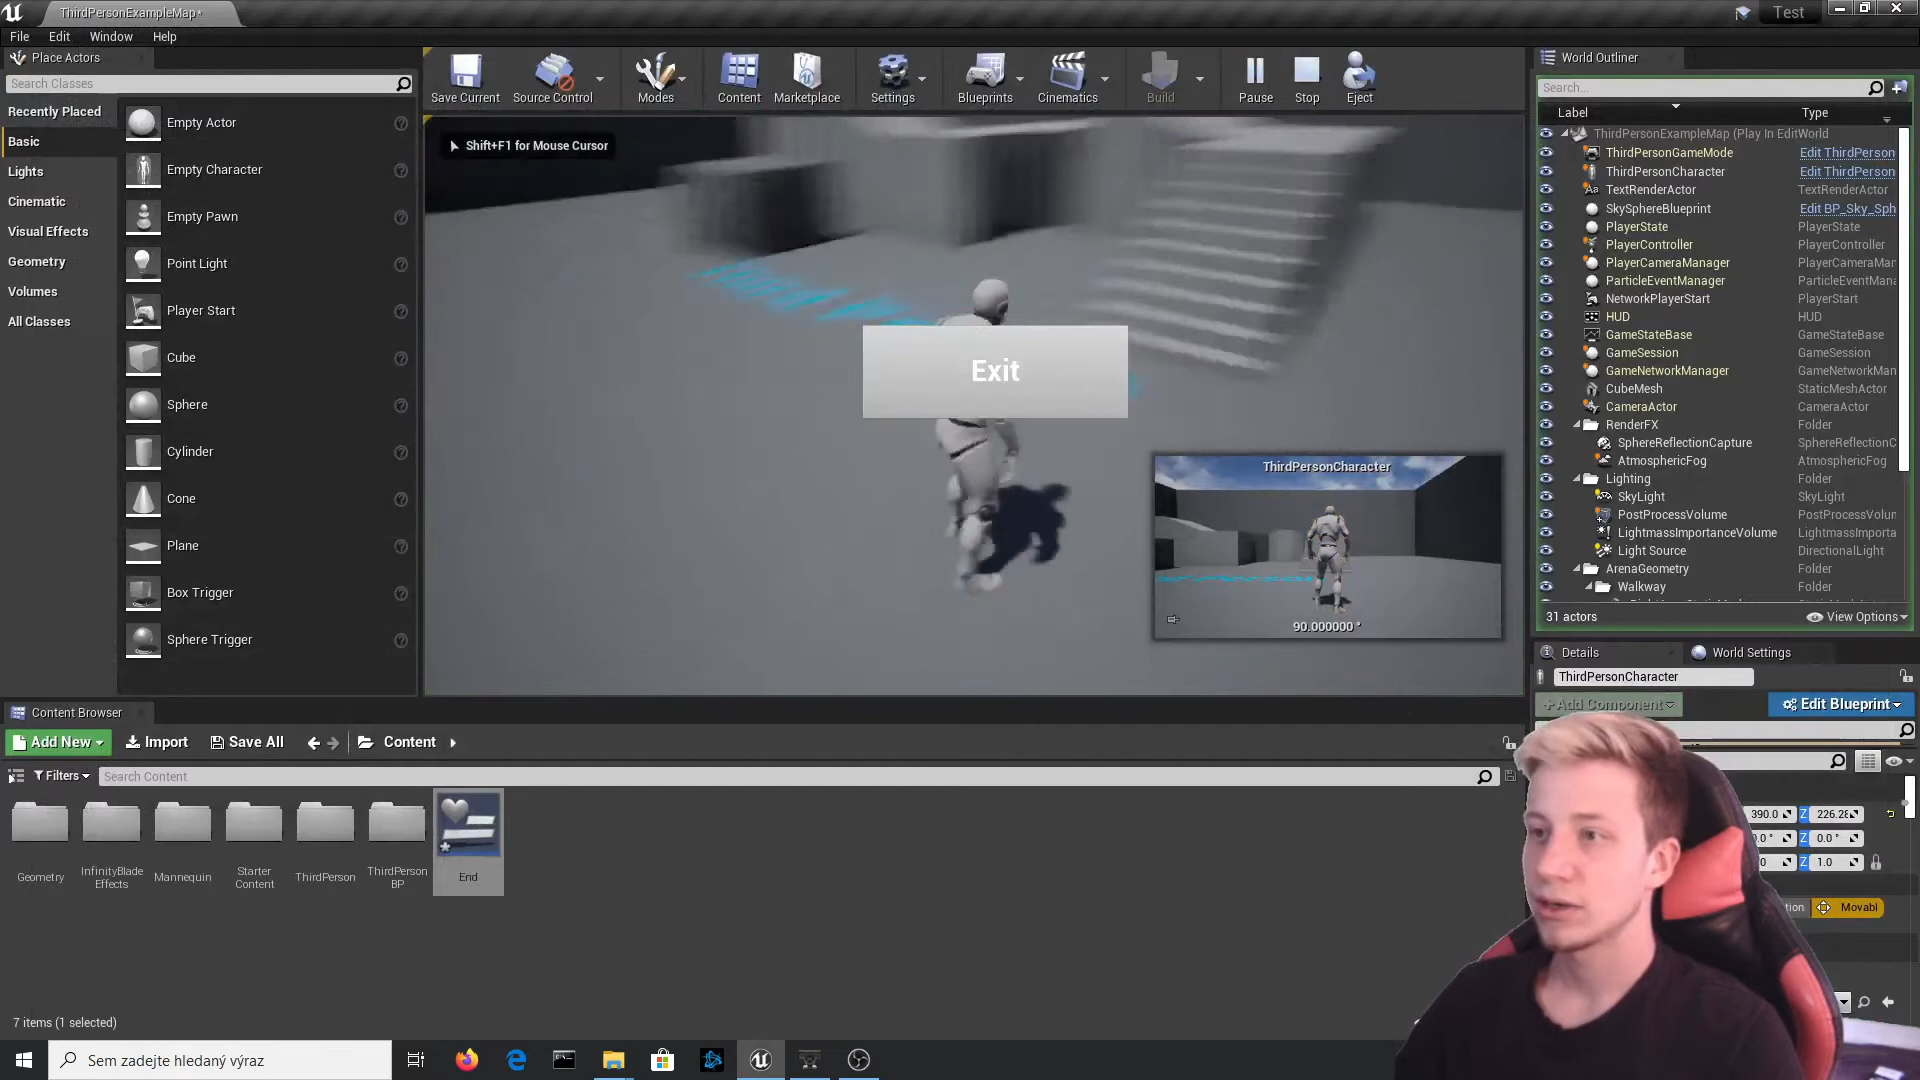 ThirdPersonExampleMap*
Test
File Edit Window Help
Place Actors
Search Classes
Recently Placed
Basic
Lights
Cinematic
Visual Effects
Geometry
Volumes
All Classes
Empty Actor
Empty Character
Empty Pawn
Point Light
Player Start
Cube
Sphere
Cylinder
Cone
Plane
Box Trigger
Sphere Trigger
Save Current
Source Control
Modes
Content
Marketplace
Settings
Blueprints
Cinematics
Build
Pause
Stop
Eject
Shift+F1 for Mouse Cursor
Exit
ThirdPersonCharacter
90.000000 °
World Outliner
Search...
Label Type
ThirdPersonExampleMap (Play In EditWorld
ThirdPersonGameMode Edit ThirdPerson
ThirdPersonCharacter Edit ThirdPerson
TextRenderActor TextRenderActor
SkySphereBlueprint Edit BP_Sky_Sph
PlayerState PlayerState
PlayerController PlayerController
PlayerCameraManager PlayerCameraMar
ParticleEventManager ParticleEventMana
NetworkPlayerStart PlayerStart
HUD HUD
GameStateBase GameStateBase
GameSession GameSession
GameNetworkManager GameNetworkMan
CubeMesh StaticMeshActor
CameraActor CameraActor
RenderFX Folder
SphereReflectionCapture SphereReflectionC
AtmosphericFog AtmosphericFog
Lighting Folder
SkyLight SkyLight
PostProcessVolume PostProcessVolun
LightmassImportanceVolume LightmassImporta
Light Source DirectionalLight
ArenaGeometry Folder
Walkway Folder
31 actors
View Options
Details
World Settings
ThirdPersonCharacter
+Add Component
Edit Blueprint
390.0 Z 226.28
0.0 ° Z 0.0 °
0 Z 1.0
tion Movabl
Content Browser
Add New
Import
Save All
Content
Filters
Search Content
Geometry
InfinityBlade
Effects
Mannequin
Starter
Content
ThirdPerson
ThirdPerson
BP
End
7 items (1 selected)
Sem zadejte hledaný výraz